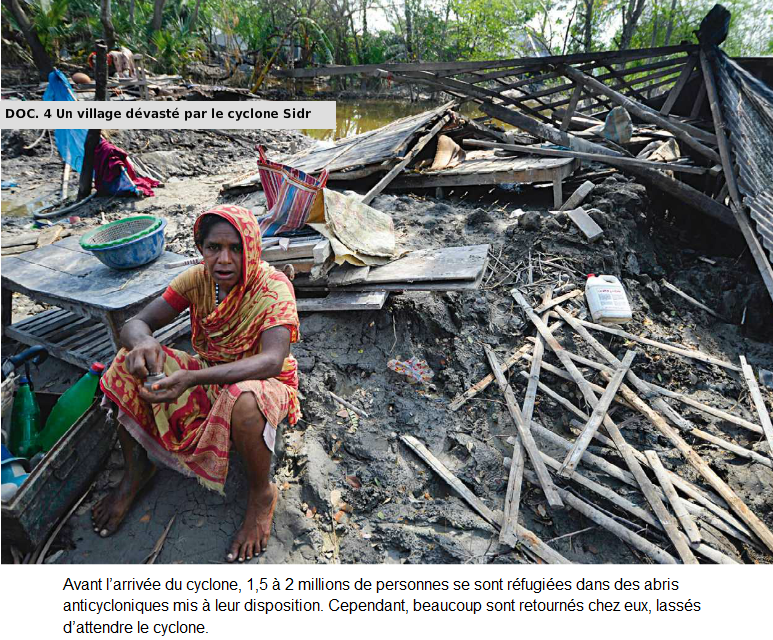 DOC. 4 Un village dévasté par le cyclone Sidr
Avant l'arrivée du cyclone, 1,5 à 2 millions de personnes se sont réfugiées dans des abris
anticycloniques mis à leur disposition. Cependant, beaucoup sont retournés chez eux, lassés
d'attendre le cyclone.